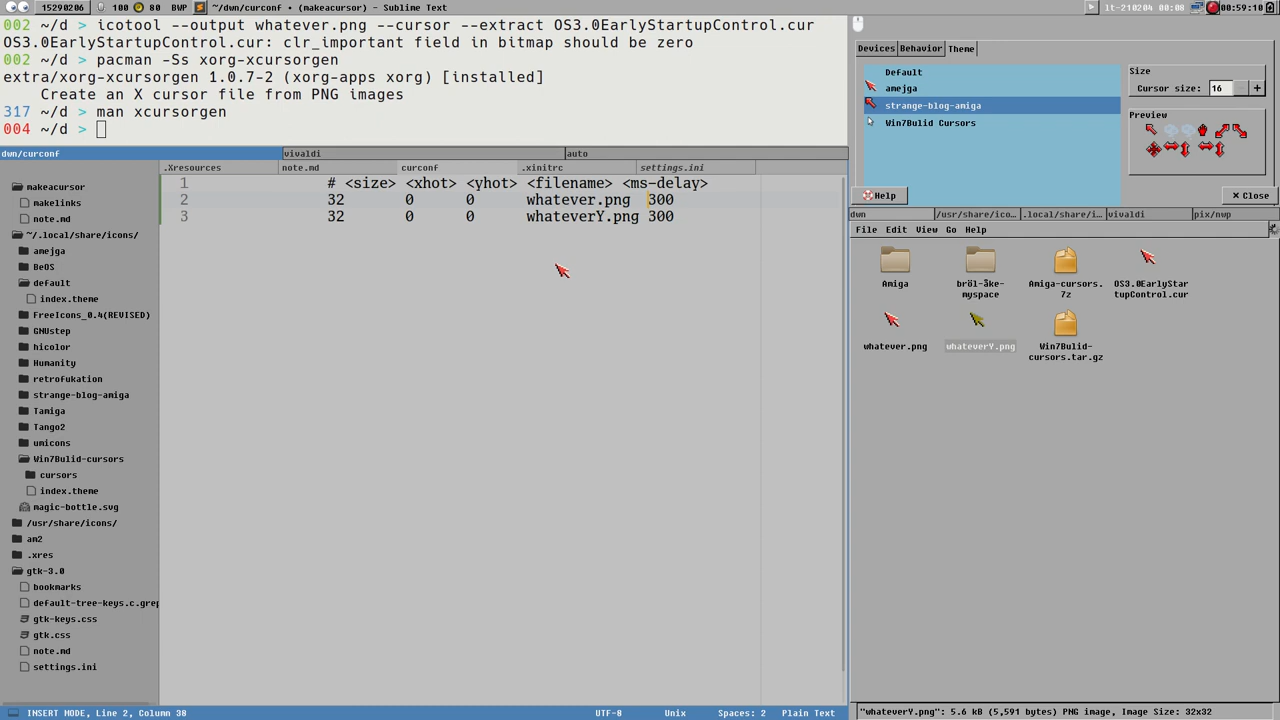 15290206 100 80 BWP ~/dwn/curconf • (makeacursor) - Sublime Text lt-210204 00:08 00:59:10
002 ~/d > icotool --output whatever.png --cursor --extract OS3.0EarlyStartupControl.cur
OS3.0EarlyStartupControl.cur: clr_important field in bitmap should be zero
002 ~/d > pacman -Ss xorg-xcursorgen
extra/xorg-xcursorgen 1.0.7-2 (xorg-apps xorg) [installed]
Create an X cursor file from PNG images
317 ~/d > man xcursorgen
004 ~/d >
dwn/curconf vivaldi auto
.Xresources note.md curconf .xinitrc settings.ini
1 # <size> <xhot> <yhot> <filename> <ms-delay>
2 32 0 0 whatever.png 300
3 32 0 0 whateverY.png 300
makeacursor
makelinks
note.md
~/.local/share/icons/
amejga
BeOS
default
index.theme
FreeIcons_0.4(REVISED)
GNUstep
hicolor
Humanity
retrofukation
strange-blog-amiga
Tamiga
Tango2
umicons
Win7Bulid-cursors
cursors
index.theme
magic-bottle.svg
/usr/share/icons/
am2
.xres
gtk-3.0
bookmarks
default-tree-keys.c.grep
gtk-keys.css
gtk.css
note.md
settings.ini
INSERT MODE, Line 2, Column 38 UTF-8 Unix Spaces: 2 Plain Text
Devices Behavior Theme
Default
amejga
strange-blog-amiga
Win7Bulid Cursors
Size
Cursor size: 16 +
Preview
Help Close
dwn /usr/share/ico... .local/share/i... vivaldi pix/nwp
File Edit View Go Help
Amiga
bröl-åke-
myspace
Amiga-cursors.
7z
OS3.0EarlyStar
tupControl.cur
whatever.png
whateverY.png
Win7Bulid-
cursors.tar.gz
"whateverY.png": 5.6 kB (5,591 bytes) PNG image, Image Size: 32x32